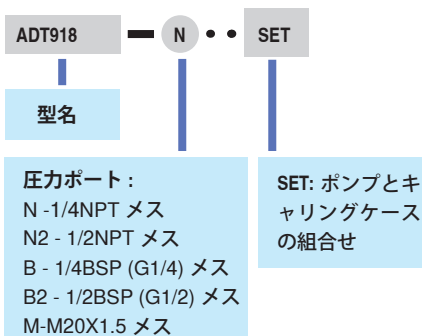 ADT918 — N • • SET
型名
圧力ポート :
N -1/4NPT メス
N2 - 1/2NPT メス
B - 1/4BSP (G1/4) メス
B2 - 1/2BSP (G1/2) メス
M-M20X1.5 メス
SET: ポンプとキ
ャリングケース
の組合せ